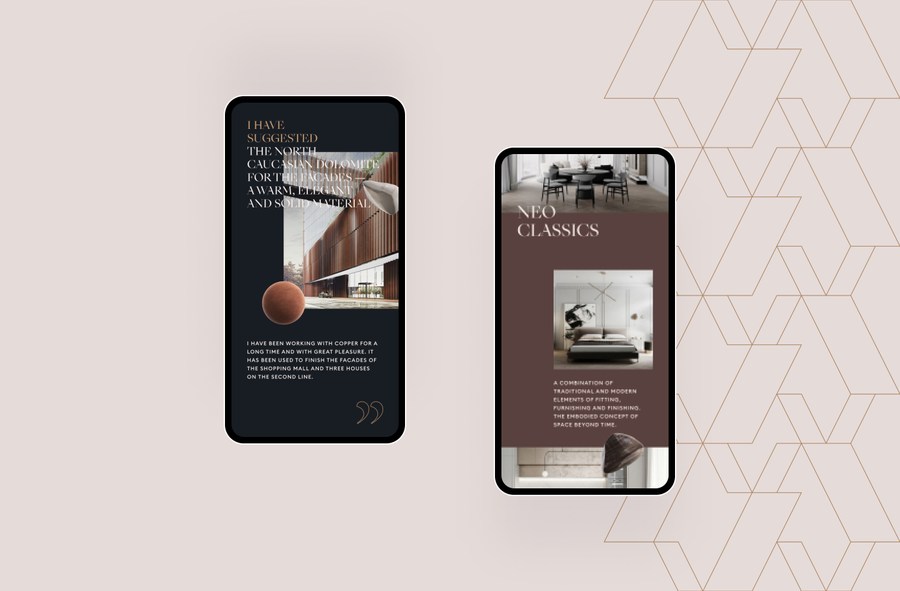 I HAVE
SUGGESTED
THE NORTH
CAUCASIAN DOLOMITE
FOR THE FACADES —
A WARM, ELEGANT
AND SOLID MATERIAL
I HAVE BEEN WORKING WITH COPPER FOR A
LONG TIME AND WITH GREAT PLEASURE. IT
HAS BEEN USED TO FINISH THE FACADES OF
THE SHOPPING MALL AND THREE HOUSES
ON THE SECOND LINE.
NEO
CLASSICS
A COMBINATION OF
TRADITIONAL AND MODERN
ELEMENTS OF FITTING,
FURNISHING AND FINISHING.
THE EMBODIED CONCEPT OF
SPACE BEYOND TIME.